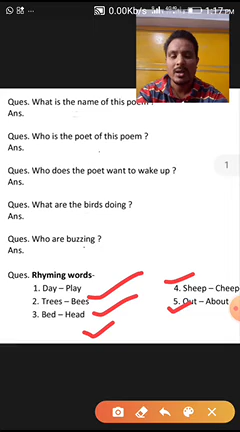 0.00Kb/s 1:17 PM
Ques. What is the name of this poem ?
Ans.
Ques. Who is the poet of this poem ?
Ans.
1
Ques. Who does the poet want to wake up ?
Ans.
Ques. What are the birds doing ?
Ans.
Ques. Who are buzzing ?
Ans.
Ques. Rhyming words-
1. Day – Play
4. Sheep – Cheep
2. Trees – Bees
5. Out – About
3. Bed – Head